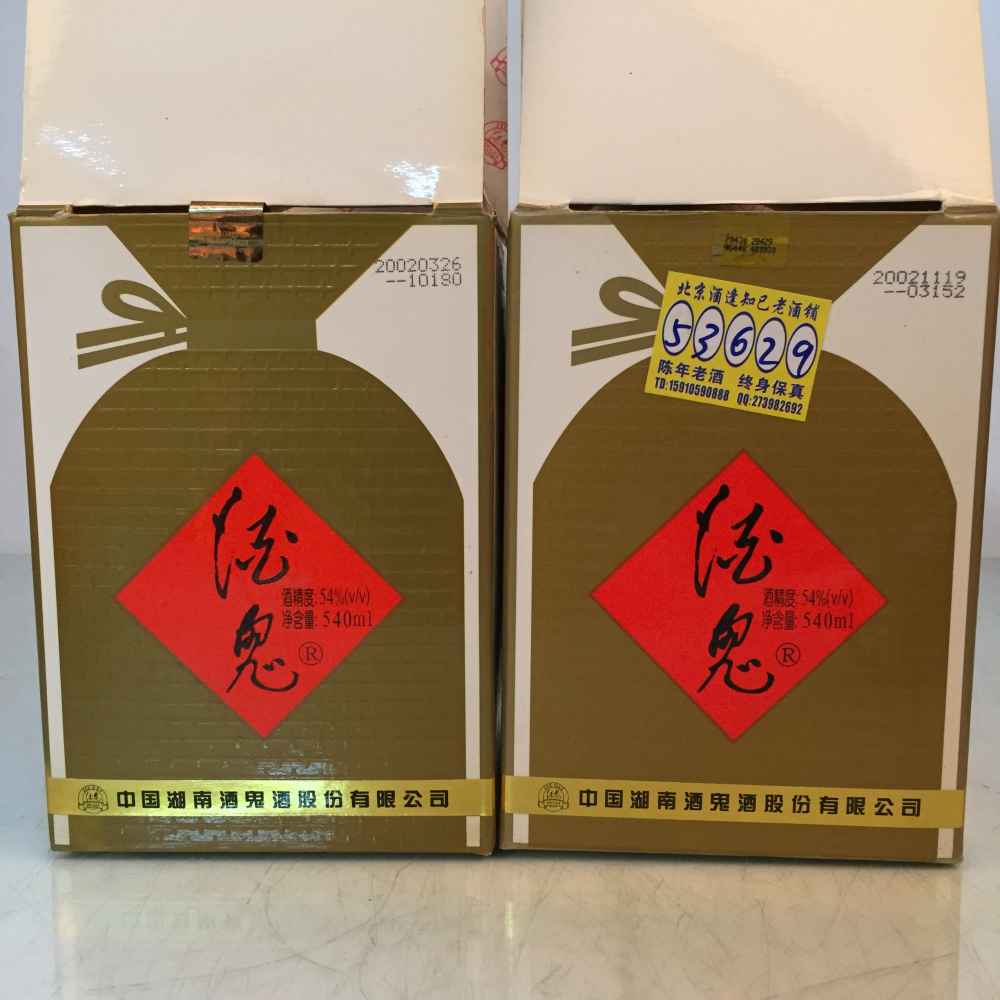 20020326
--10180
酒鬼
酒精度:54%(v/v)
净含量:540ml
®
中国湖南酒鬼酒股份有限公司
20021119
--03152
北京酒逢知已老酒铺
53629
陈年老酒 终身保真
TD:15910590888 QQ:273982692
酒鬼
酒精度:54%(v/v)
净含量:540ml
®
中国湖南酒鬼酒股份有限公司